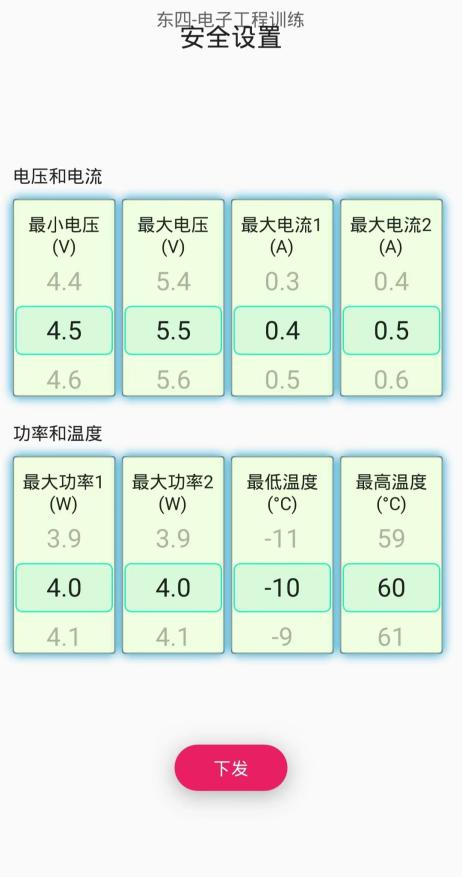 东四-电子工程训练
安全设置
电压和电流
最小电压 最大电压 最大电流1 最大电流2
(V) (V) (A) (A)
4.4 5.4 0.3 0.4
4.5 5.5 0.4 0.5
4.6 5.6 0.5 0.6
功率和温度
最大功率1 最大功率2 最低温度 最高温度
(W) (W) (°C) (°C)
3.9 3.9 -11 59
4.0 4.0 -10 60
4.1 4.1 -9 61
下发